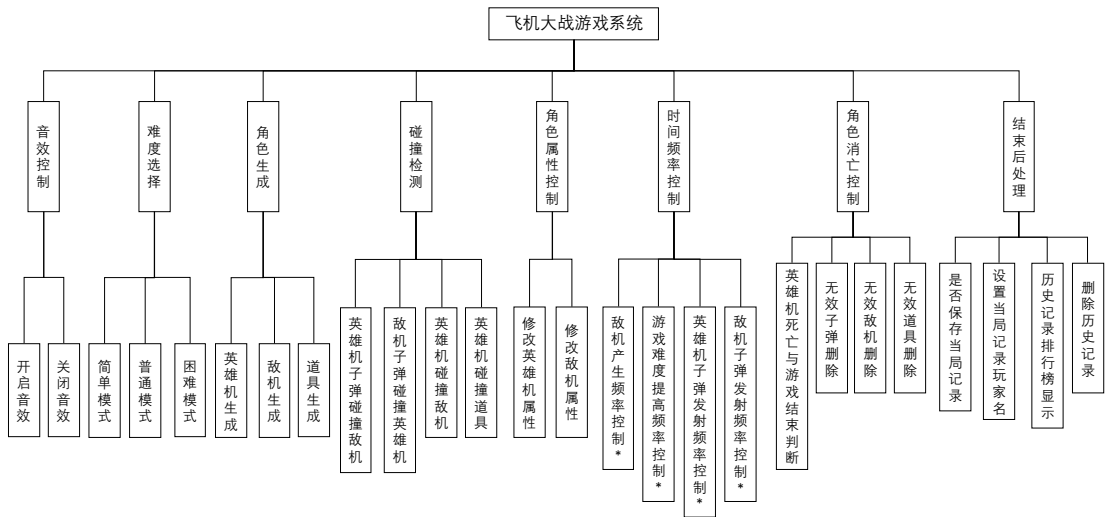 飞机大战游戏系统
音效控制
难度选择
角色生成
碰撞检测
角色属性控制
时间频率控制
角色消亡控制
结束后处理
开启音效
关闭音效
简单模式
普通模式
困难模式
英雄机生成
敌机生成
道具生成
英雄机子弹碰撞敌机
敌机子弹碰撞英雄机
英雄机碰撞敌机
英雄机碰撞道具
修改英雄机属性
修改敌机属性
敌机产生频率控制*
游戏难度提高频率控制*
英雄机子弹发射频率控制*
敌机子弹发射频率控制*
英雄机死亡与游戏结束判断
无效子弹删除
无效敌机删除
无效道具删除
是否保存当局记录
设置当局记录玩家名
历史记录排行榜显示
删除历史记录